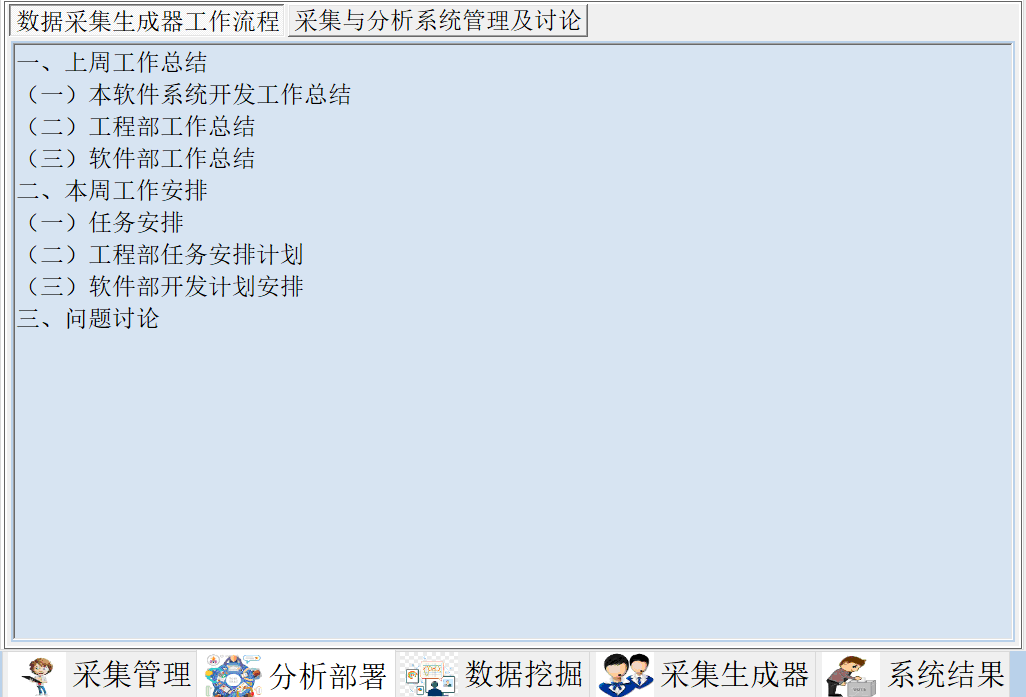 数据采集生成器工作流程 采集与分析系统管理及讨论
一、上周工作总结
（一）本软件系统开发工作总结
（二）工程部工作总结
（三）软件部工作总结
二、本周工作安排
（一）任务安排
（二）工程部任务安排计划
（三）软件部开发计划安排
三、问题讨论
采集管理 分析部署 数据挖掘 采集生成器 系统结果